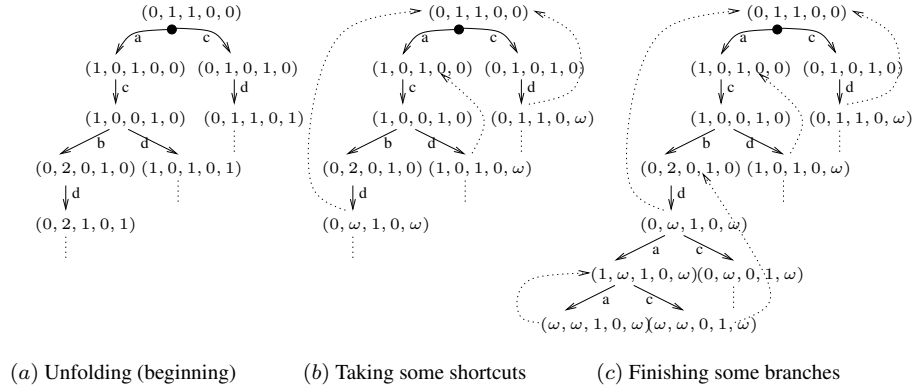 (0, 1, 1, 0, 0)
a c
(1, 0, 1, 0, 0) (0, 1, 0, 1, 0)
c d
(1, 0, 0, 1, 0) (0, 1, 1, 0, 1)
b d
(0, 2, 0, 1, 0) (1, 0, 1, 0, 1)
d
(0, 2, 1, 0, 1)
(a) Unfolding (beginning)
(0, 1, 1, 0, 0)
a c
(1, 0, 1, 0, 0) (0, 1, 0, 1, 0)
c d
(1, 0, 0, 1, 0) (0, 1, 1, 0, ω)
b d
(0, 2, 0, 1, 0) (1, 0, 1, 0, ω)
d
(0, ω, 1, 0, ω)
(b) Taking some shortcuts
(0, 1, 1, 0, 0)
a c
(1, 0, 1, 0, 0) (0, 1, 0, 1, 0)
c d
(1, 0, 0, 1, 0) (0, 1, 1, 0, ω)
b d
(0, 2, 0, 1, 0) (1, 0, 1, 0, ω)
d
(0, ω, 1, 0, ω)
a c
(1, ω, 1, 0, ω) (0, ω, 0, 1, ω)
a c
(ω, ω, 1, 0, ω) (ω, ω, 0, 1, ω)
(c) Finishing some branches